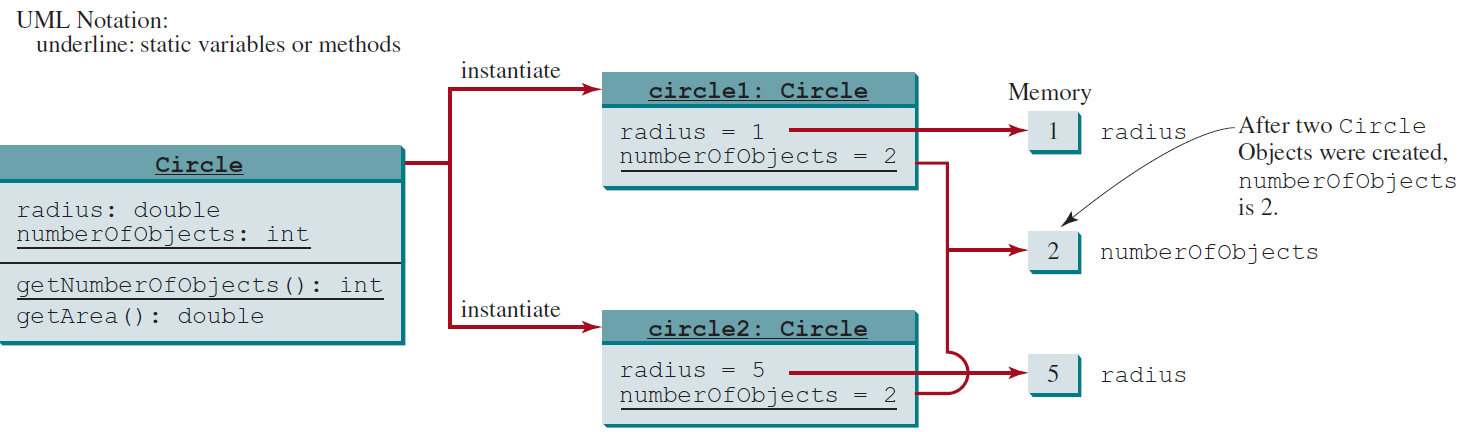 UML Notation:
underline: static variables or methods
instantiate
Circle
radius: double
numberOfObjects: int
getNumberOfObjects(): int
getArea(): double
circle1: Circle
radius = 1
numberOfObjects = 2
instantiate
circle2: Circle
radius = 5
numberOfObjects = 2
Memory
1 radius
2 numberOfObjects
5 radius
After two Circle
Objects were created,
numberOfObjects
is 2.